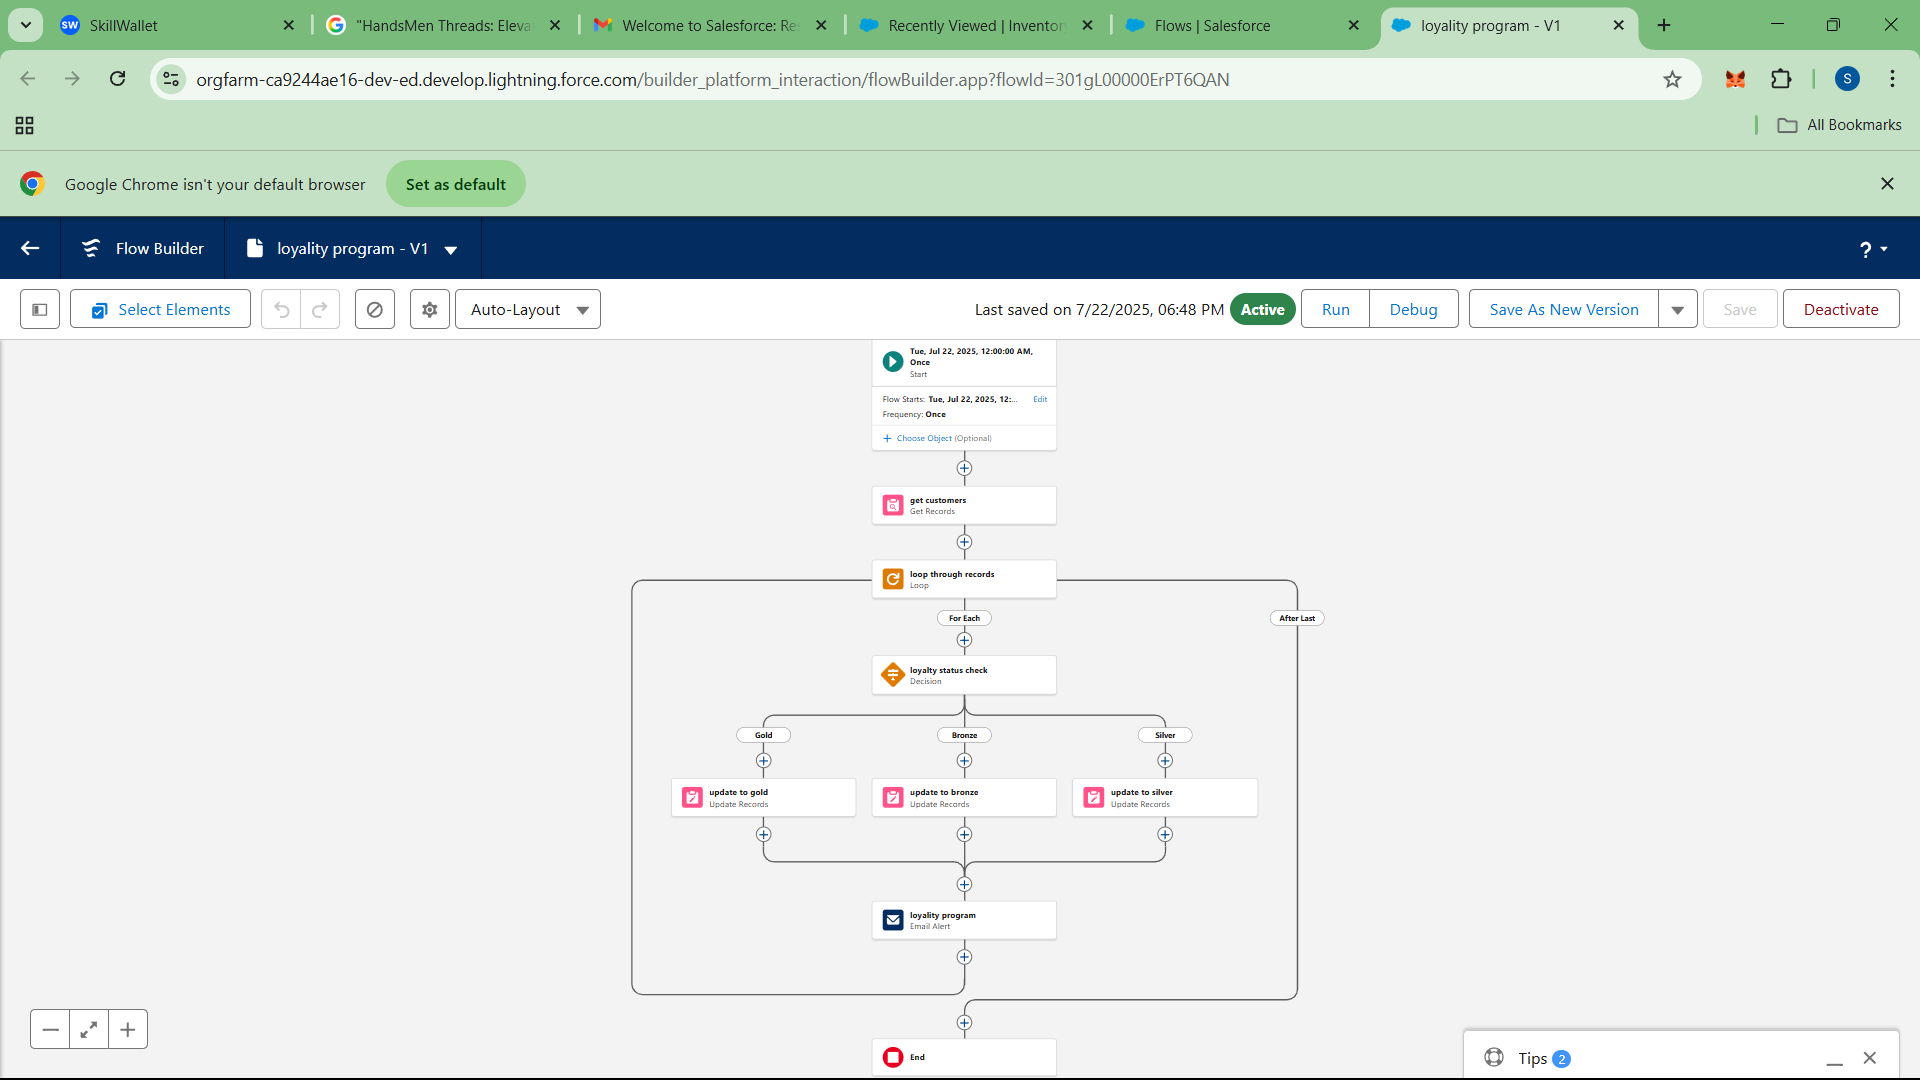 SW SkillWallet
"HandsMen Threads: Eleva
Welcome to Salesforce: Re
Recently Viewed | Inventor
Flows | Salesforce
loyality program - V1
orgfarm-ca9244ae16-dev-ed.develop.lightning.force.com/builder_platform_interaction/flowBuilder.app?flowId=301gL00000ErPT6QAN
S
All Bookmarks
Google Chrome isn't your default browser
Set as default
Flow Builder
loyality program - V1
?
Select Elements
Auto-Layout
Last saved on 7/22/2025, 06:48 PM
Active
Run
Debug
Save As New Version
Save
Deactivate
Tue, Jul 22, 2025, 12:00:00 AM,
Once
Start
Flow Starts: Tue, Jul 22, 2025, 12:... Edit
Frequency: Once
+ Choose Object (Optional)
get customers
Get Records
loop through records
Loop
For Each
After Last
loyalty status check
Decision
Gold
Bronze
Silver
update to gold
Update Records
update to bronze
Update Records
update to silver
Update Records
loyality program
Email Alert
End
Tips 2